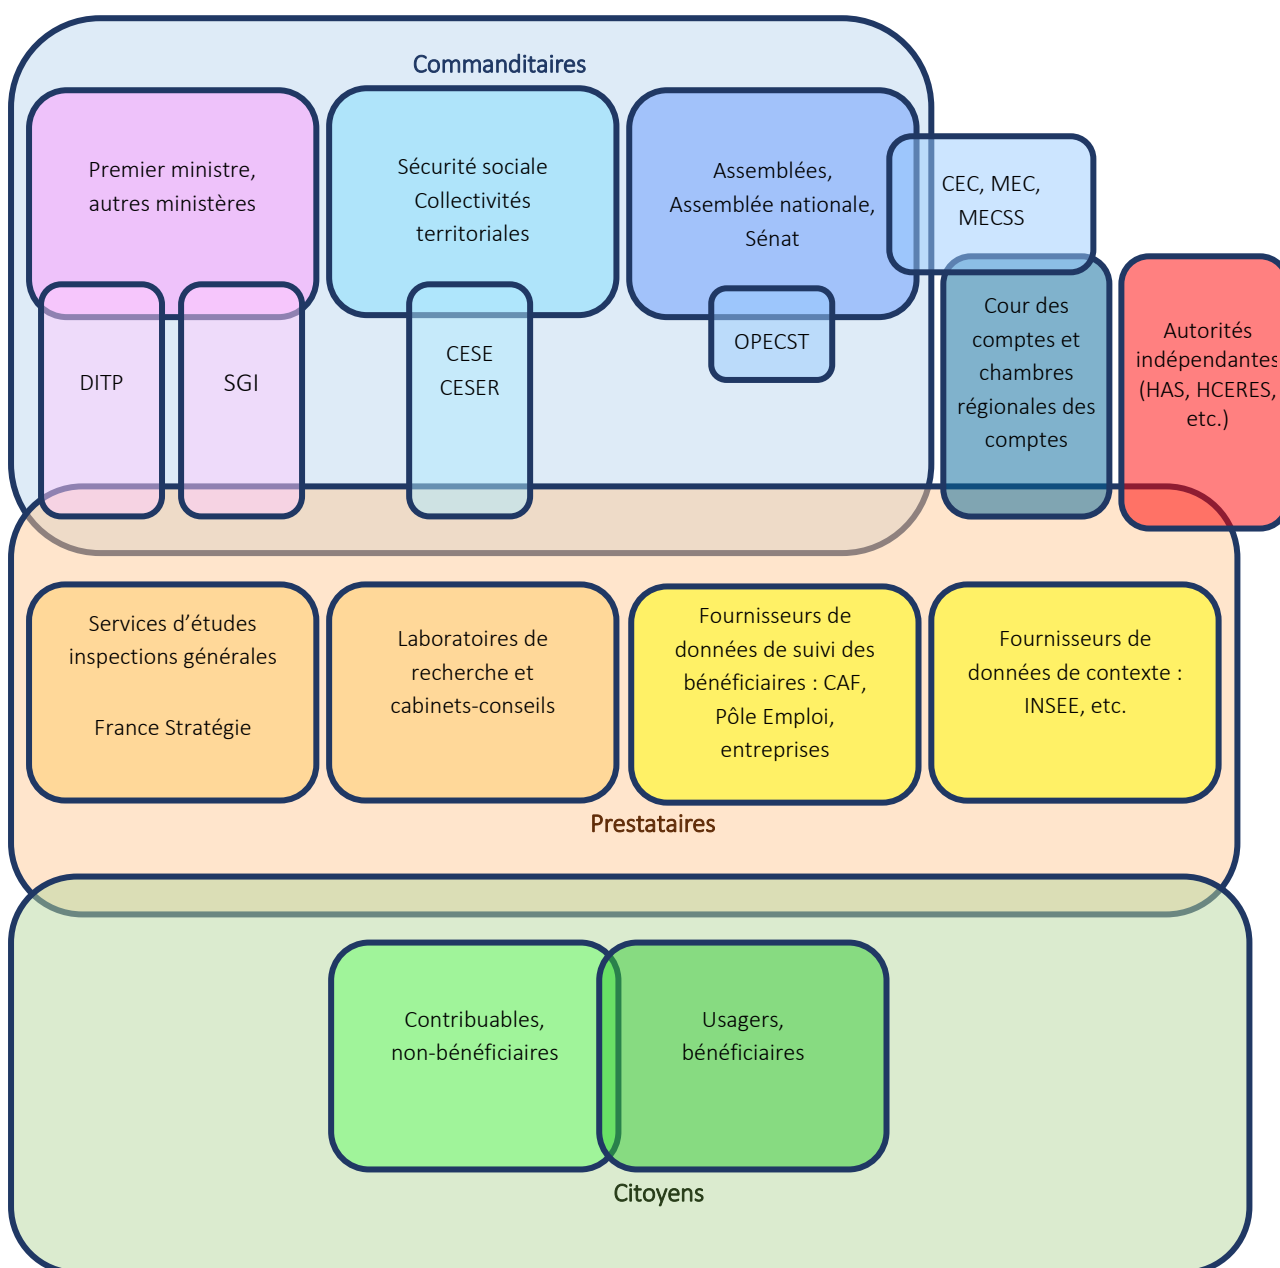 Commanditaires
Premier ministre,
autres ministères
Sécurité sociale
Collectivités
territoriales
Assemblées,
Assemblée nationale,
Sénat
CEC, MEC,
MECSS
DITP
SGI
CESE
CESER
OPECST
Cour des
comptes et
chambres
régionales des
comptes
Autorités
indépendantes
(HAS, HCERES,
etc.)
Services d’études
inspections générales
France Stratégie
Laboratoires de
recherche et
cabinets-conseils
Fournisseurs de
données de suivi des
bénéficiaires : CAF,
Pôle Emploi,
entreprises
Fournisseurs de
données de contexte :
INSEE, etc.
Prestataires
Contribuables,
non-bénéficiaires
Usagers,
bénéficiaires
Citoyens